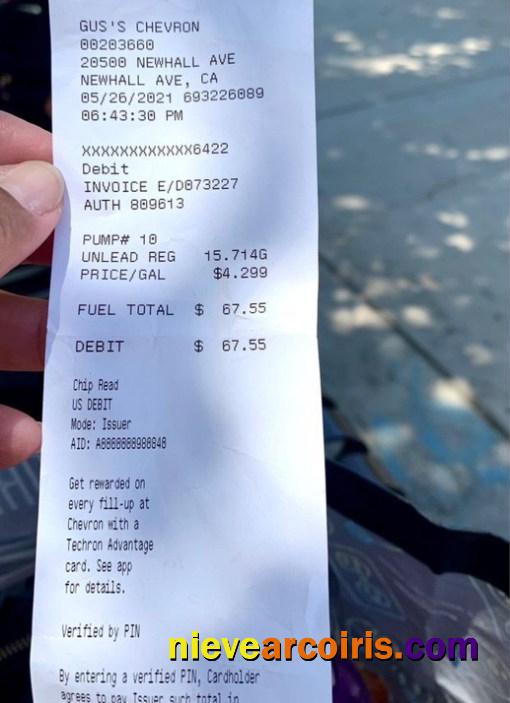 GUS'S CHEVRON
00203660
20500 NEWHALL AVE
NEWHALL AVE, CA
05/26/2021 693226089
06:43:30 PM
XXXXXXXXXXXX6422
Debit
INVOICE E/D073227
AUTH 809613
PUMP# 10
UNLEAD REG 15.714G
PRICE/GAL $4.299
FUEL TOTAL $ 67.55
DEBIT $ 67.55
Chip Read
US DEBIT
Mode: Issuer
AID:
Get rewarded on
every fill-up at
Chevron with a
Techron Advantage
card. See app
for details.
Verified by PIN
By entering a verified PIN, Cardholder
agrees to pay Issuer such total in
nievearcoiris.com